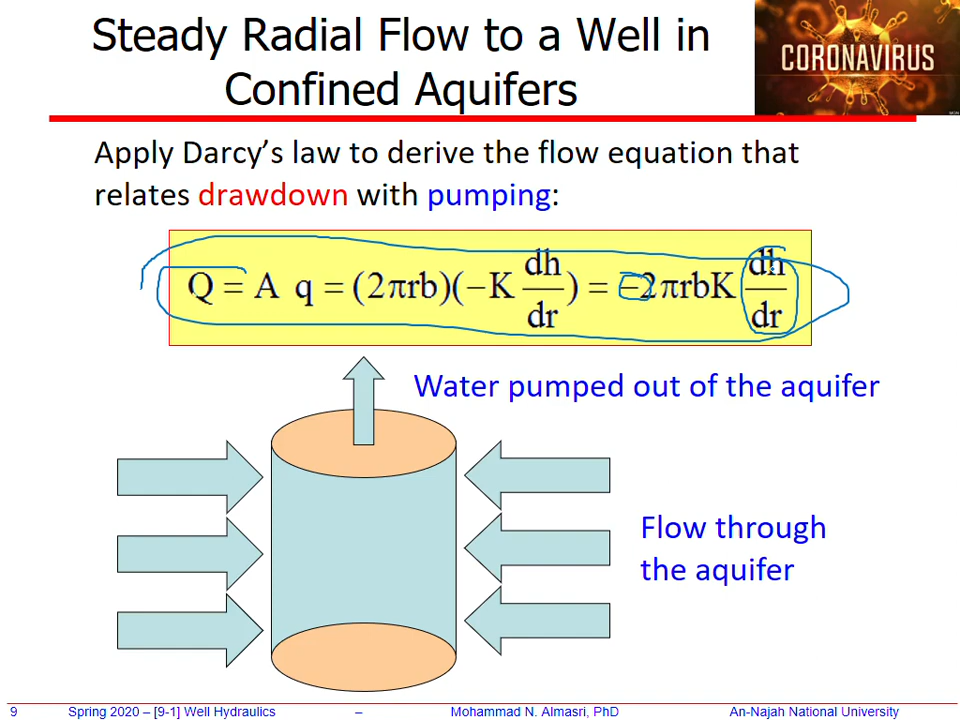 Steady Radial Flow to a Well in
Confined Aquifers
CORONAVIRUS
Apply Darcy's law to derive the flow equation that
relates drawdown with pumping:
Q = A q = (2πrb)(−K dh/dr) = −2πrbK dh/dr
Water pumped out of the aquifer
Flow through
the aquifer
9 Spring 2020 – [9-1] Well Hydraulics – Mohammad N. Almasri, PhD An-Najah National University